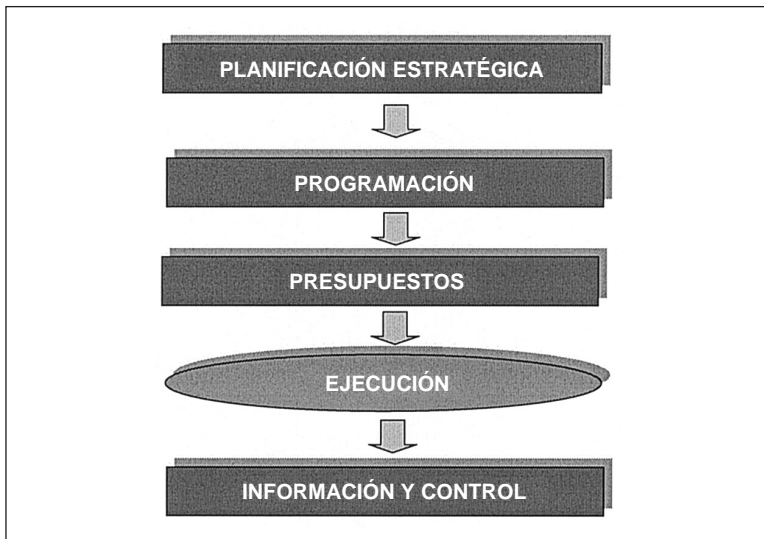 PLANIFICACIÓN ESTRATÉGICA
PROGRAMACIÓN
PRESUPUESTOS
EJECUCIÓN
INFORMACIÓN Y CONTROL